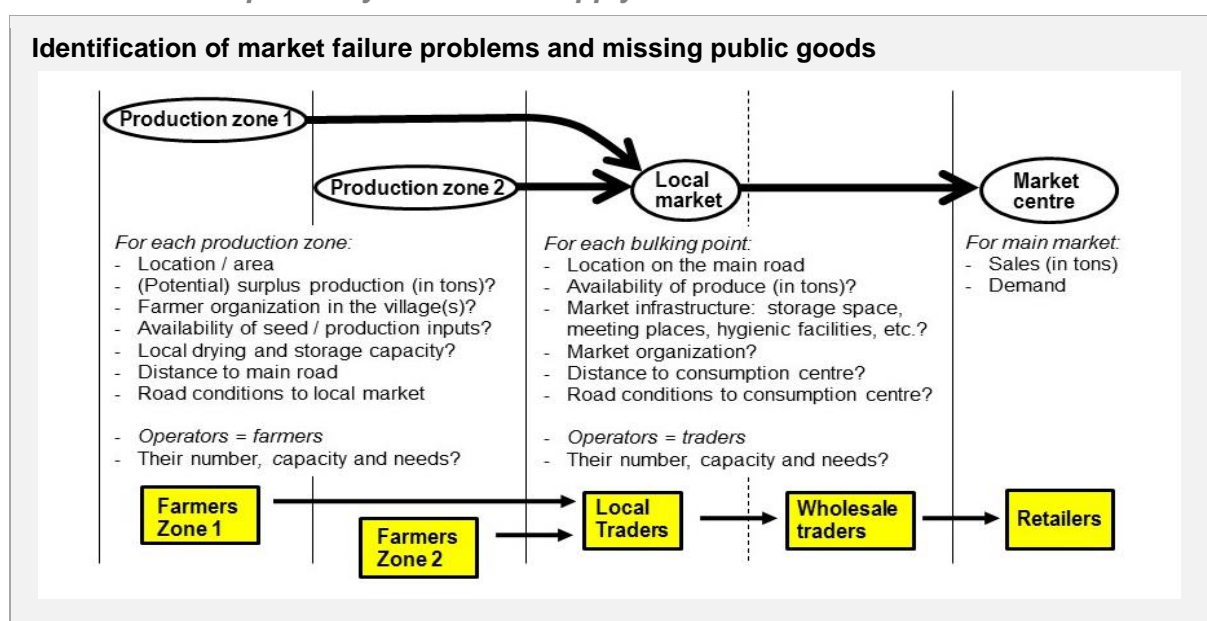 Identification of market failure problems and missing public goods
Production zone 1
Production zone 2
Local
market
Market
centre
For each production zone:
- Location / area
- (Potential) surplus production (in tons)?
- Farmer organization in the village(s)?
- Availability of seed / production inputs?
- Local drying and storage capacity?
- Distance to main road
- Road conditions to local market
- Operators = farmers
- Their number, capacity and needs?
For each bulking point:
- Location on the main road
- Availability of produce (in tons)?
- Market infrastructure: storage space,
meeting places, hygienic facilities, etc.?
- Market organization?
- Distance to consumption centre?
- Road conditions to consumption centre?
- Operators = traders
- Their number, capacity and needs?
For main market:
- Sales (in tons)
- Demand
Farmers
Zone 1
Farmers
Zone 2
Local
Traders
Wholesale
traders
Retailers